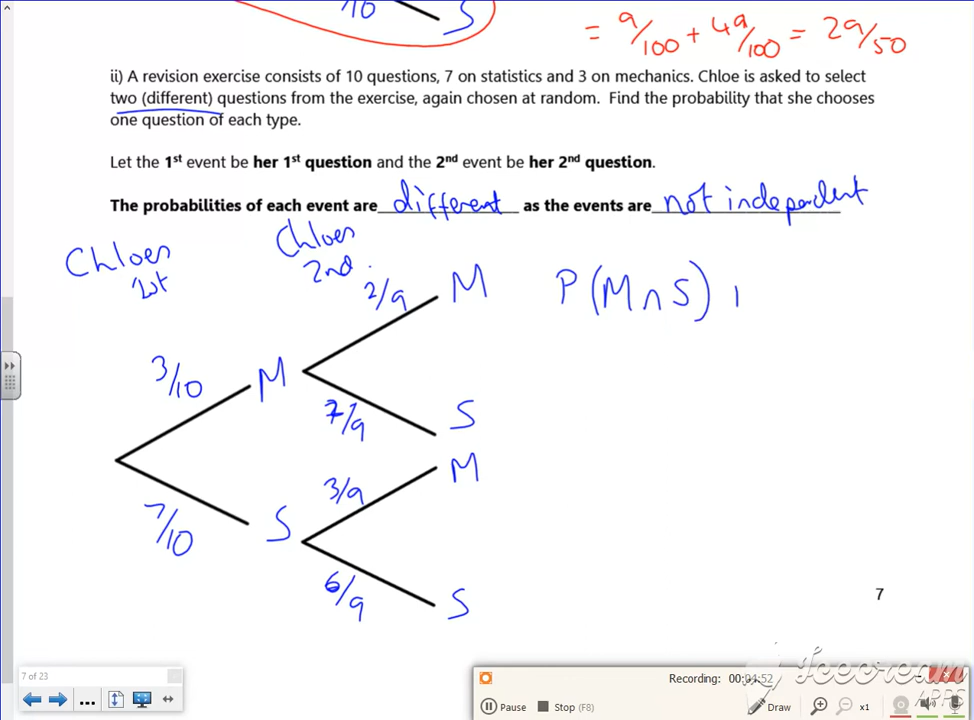 /10 S
= 9/100 + 49/100 = 29/50
ii) A revision exercise consists of 10 questions, 7 on statistics and 3 on mechanics. Chloe is asked to select
two (different) questions from the exercise, again chosen at random. Find the probability that she chooses
one question of each type.
Let the 1st event be her 1st question and the 2nd event be her 2nd question.
The probabilities of each event are different as the events are not independent
Chloes
1st
Chloes
2nd
2/9 M
P(M∩S) ı
3/10 M
7/9 S
3/9 M
7/10 S
6/9 S
7
7 of 23
Recording: 00:04:52
Icecream
APPS
Pause Stop (F8) Draw x1